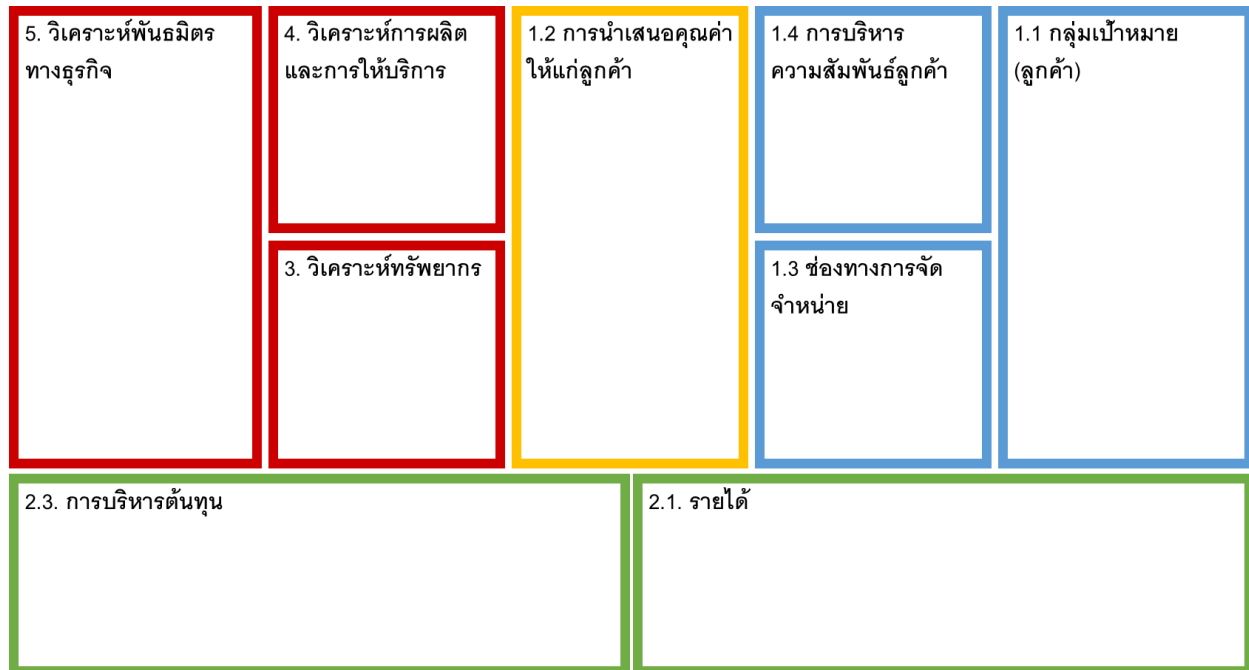 5. วิเคราะห์พันธมิตร
ทางธุรกิจ
4. วิเคราะห์การผลิต
และการให้บริการ
3. วิเคราะห์ทรัพยากร
1.2 การนำเสนอคุณค่า
ให้แก่ลูกค้า
1.4 การบริหาร
ความสัมพันธ์ลูกค้า
1.3 ช่องทางการจัด
จำหน่าย
1.1 กลุ่มเป้าหมาย
(ลูกค้า)
2.3. การบริหารต้นทุน
2.1. รายได้